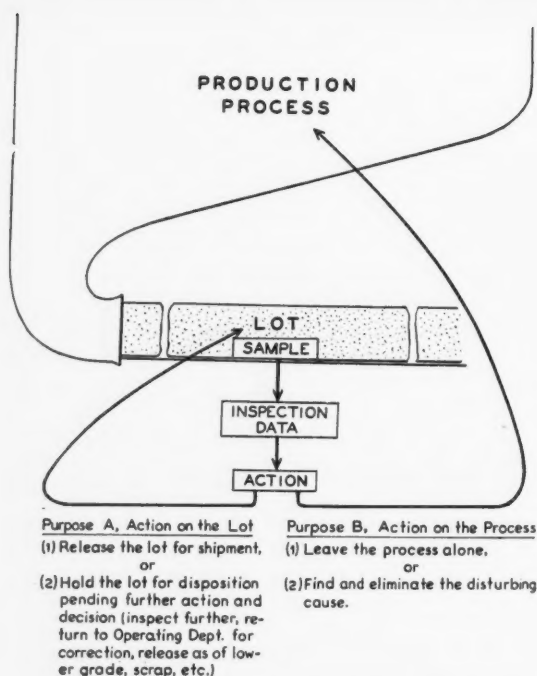 PRODUCTION
PROCESS
LOT
SAMPLE
INSPECTION
DATA
ACTION
Purpose A, Action on the Lot
(1) Release the lot for shipment,
or
(2) Hold the lot for disposition
pending further action and
decision (inspect further, re-
turn to Operating Dept. for
correction, release as of low-
er grade, scrap, etc.)
Purpose B, Action on the Process
(1) Leave the process alone,
or
(2) Find and eliminate the disturbing
cause.